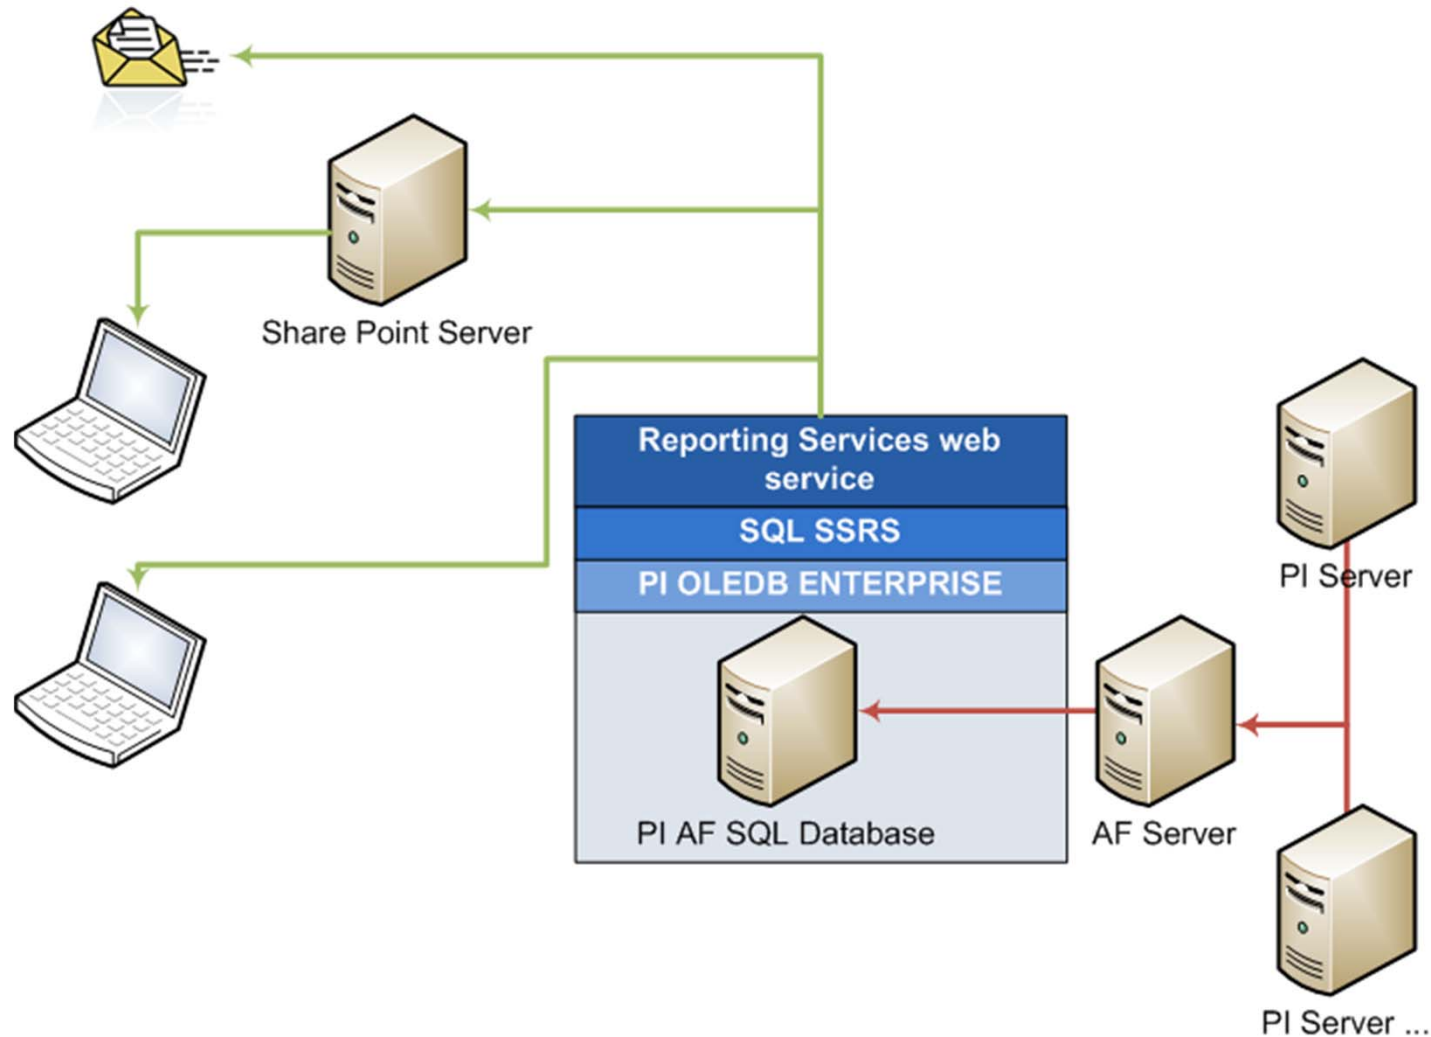 Share Point Server
Reporting Services web
service
SQL SSRS
PI OLEDB ENTERPRISE
PI Server
PI AF SQL Database
AF Server
PI Server ...